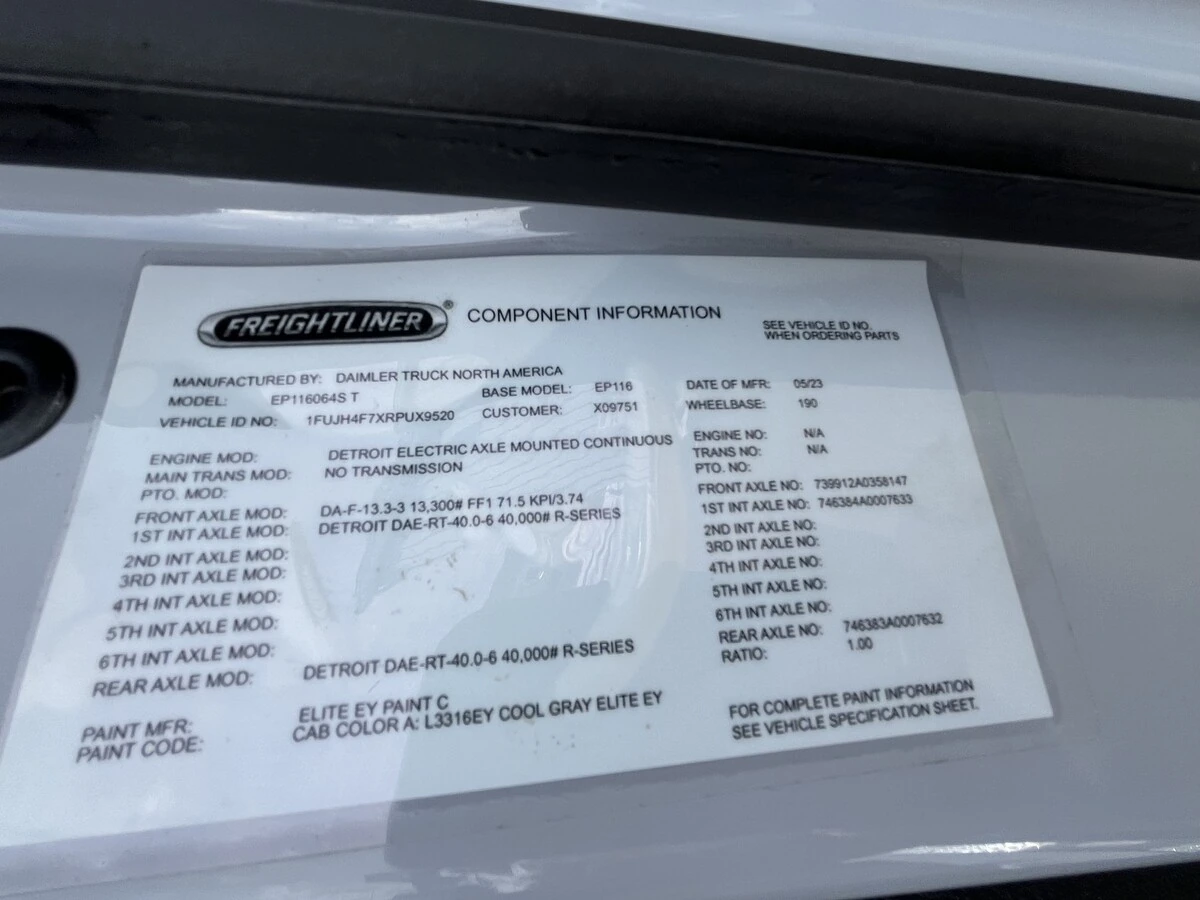 FREIGHTLINER® COMPONENT INFORMATION
SEE VEHICLE ID NO.
WHEN ORDERING PARTS
MANUFACTURED BY: DAIMLER TRUCK NORTH AMERICA
MODEL: EP116064S T BASE MODEL: EP116 DATE OF MFR: 05/23
VEHICLE ID NO: 1FUJH4F7XRPUX9520 CUSTOMER: X09751 WHEELBASE: 190
ENGINE MOD: DETROIT ELECTRIC AXLE MOUNTED CONTINUOUS ENGINE NO: N/A
MAIN TRANS MOD: NO TRANSMISSION TRANS NO: N/A
PTO. MOD: PTO. NO:
FRONT AXLE MOD: DA-F-13.3-3 13,300# FF1 71.5 KPI/3.74 FRONT AXLE NO: 739912A0358147
1ST INT AXLE MOD: DETROIT DAE-RT-40.0-6 40,000# R-SERIES 1ST INT AXLE NO: 746384A0007633
2ND INT AXLE MOD: 2ND INT AXLE NO:
3RD INT AXLE MOD: 3RD INT AXLE NO:
4TH INT AXLE MOD: 4TH INT AXLE NO:
5TH INT AXLE MOD: 5TH INT AXLE NO:
6TH INT AXLE MOD: 6TH INT AXLE NO:
REAR AXLE MOD: DETROIT DAE-RT-40.0-6 40,000# R-SERIES REAR AXLE NO: 746383A0007632
RATIO: 1.00
PAINT MFR: ELITE EY PAINT C
PAINT CODE: CAB COLOR A: L3316EY COOL GRAY ELITE EY
FOR COMPLETE PAINT INFORMATION
SEE VEHICLE SPECIFICATION SHEET.